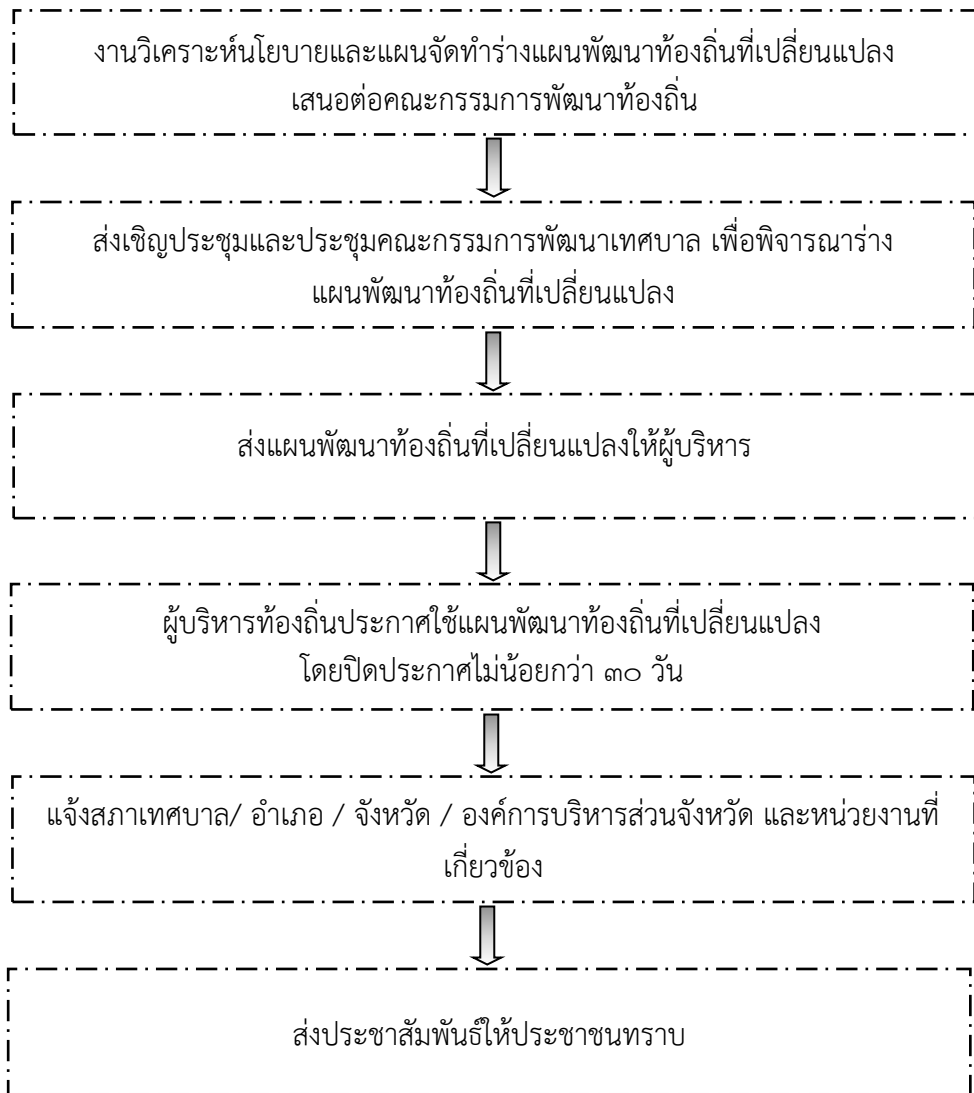 งานวิเคราะห์นโยบายและแผนจัดทำร่างแผนพัฒนาท้องถิ่นที่เปลี่ยนแปลง
เสนอต่อคณะกรรมการพัฒนาท้องถิ่น
ส่งเชิญประชุมและประชุมคณะกรรมการพัฒนาเทศบาล เพื่อพิจารณาร่าง
แผนพัฒนาท้องถิ่นที่เปลี่ยนแปลง
ส่งแผนพัฒนาท้องถิ่นที่เปลี่ยนแปลงให้ผู้บริหาร
ผู้บริหารท้องถิ่นประกาศใช้แผนพัฒนาท้องถิ่นที่เปลี่ยนแปลง
โดยปิดประกาศไม่น้อยกว่า ๓๐ วัน
แจ้งสภาเทศบาล/ อำเภอ / จังหวัด / องค์การบริหารส่วนจังหวัด และหน่วยงานที่
เกี่ยวข้อง
ส่งประชาสัมพันธ์ให้ประชาชนทราบ